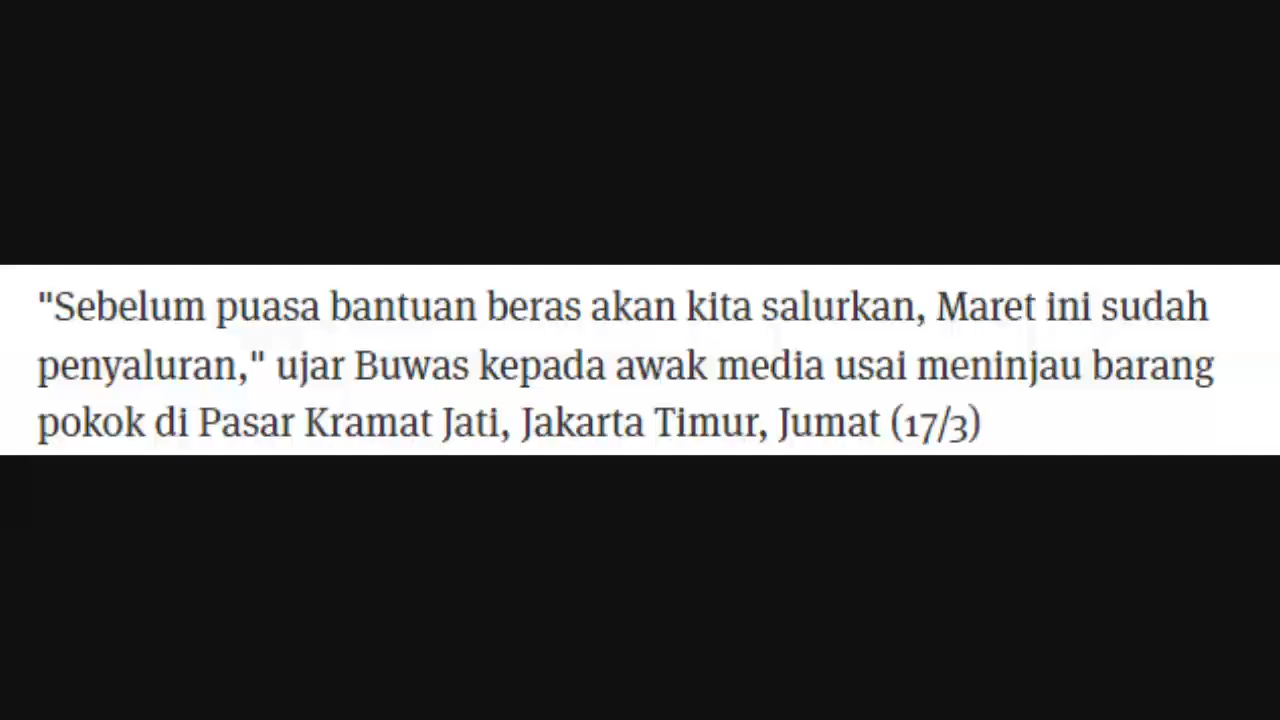 "Sebelum puasa bantuan beras akan kita salurkan, Maret ini sudah
penyaluran," ujar Buwas kepada awak media usai meninjau barang
pokok di Pasar Kramat Jati, Jakarta Timur, Jumat (17/3)